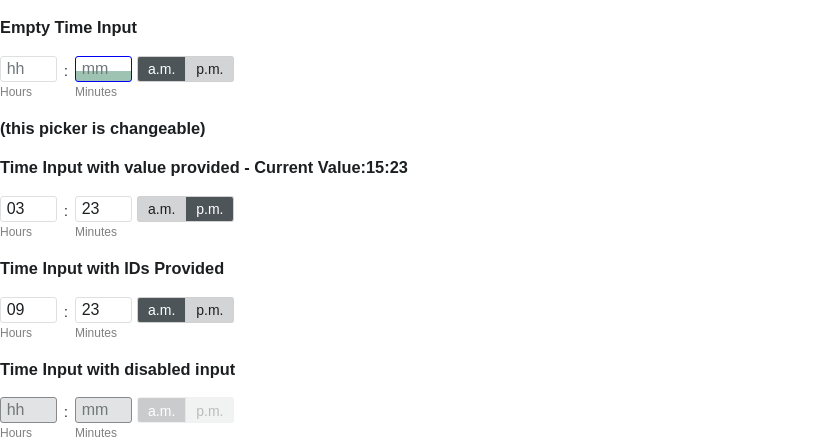 Empty Time Input
hh : mm a.m. p.m.
Hours Minutes
(this picker is changeable)
Time Input with value provided - Current Value:15:23
03 : 23 a.m. p.m.
Hours Minutes
Time Input with IDs Provided
09 : 23 a.m. p.m.
Hours Minutes
Time Input with disabled input
hh : mm a.m. p.m.
Hours Minutes